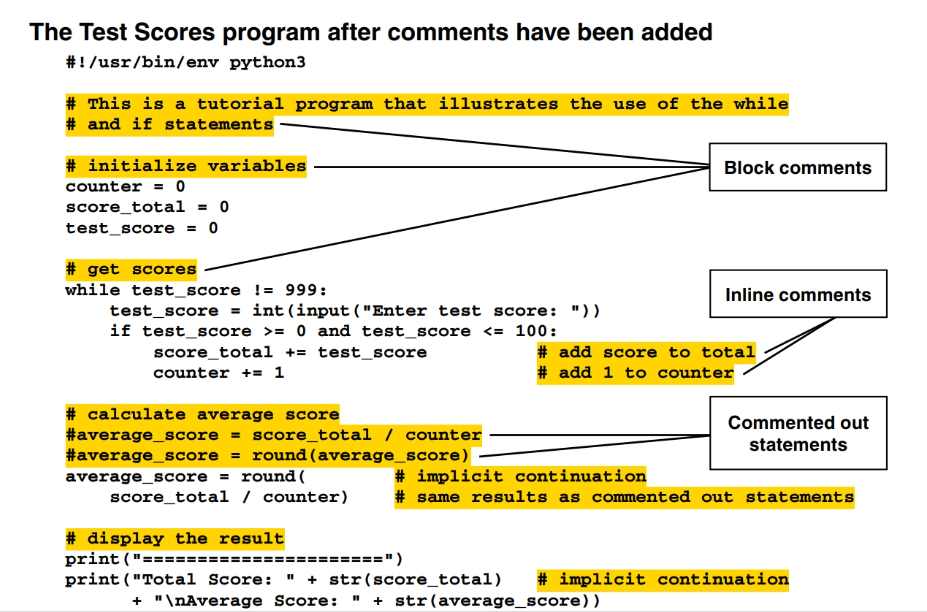 The Test Scores program after comments have been added
#!/usr/bin/env python3
# This is a tutorial program that illustrates the use of the while
# and if statements
Block comments
# initialize variables
counter = 0
score_total = 0
test_score = 0
# get scores
while test_score != 999:
    test_score = int(input("Enter test score: "))
    if test_score >= 0 and test_score <= 100:
        score_total += test_score          # add score to total
        counter += 1                       # add 1 to counter
Inline comments
# calculate average score
#average_score = score_total / counter
#average_score = round(average_score)
Commented out
statements
average_score = round(        # implicit continuation
    score_total / counter)    # same results as commented out statements
# display the result
print("======================")
print("Total Score: " + str(score_total)   # implicit continuation
      + "\nAverage Score: " + str(average_score))